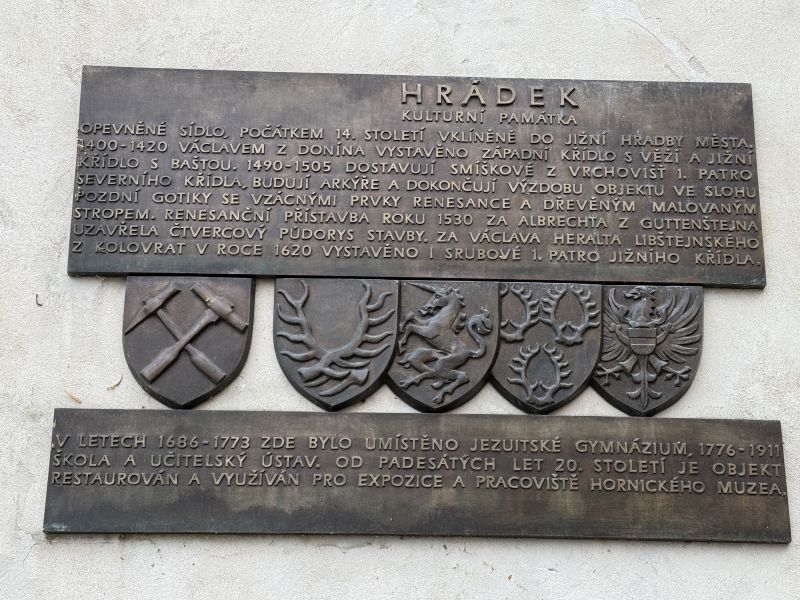 HRÁDEK
KULTURNÍ PAMÁTKA
OPEVNĚNÉ SÍDLO, POČÁTKEM 14. STOLETÍ VKLÍNĚNÉ DO JIŽNÍ HRADBY MĚSTA.
1400-1420 VÁCLAVEM Z DONÍNA VYSTAVĚNO ZÁPADNÍ KŘÍDLO S VĚŽÍ A JIŽNÍ
KŘÍDLO S BAŠTOU. 1490-1505 DOSTAVUJÍ SMÍŠKOVÉ Z VRCHOVIŠŤ 1. PATRO
SEVERNÍHO KŘÍDLA, BUDUJÍ ARKÝŘE A DOKONČUJÍ VÝZDOBU OBJEKTU VE SLOHU
POZDNÍ GOTIKY SE VZÁCNÝMI PRVKY RENESANCE A DŘEVĚNÝM MALOVANÝM
STROPEM. RENESANČNÍ PŘÍSTAVBA ROKU 1530 ZA ALBRECHTA Z GUTTENŠTEJNA
UZAVŘELA ČTVERCOVÝ PŮDORYS STAVBY. ZA VÁCLAVA HERALTA LIBŠTEJNSKÉHO
Z KOLOVRAT V ROCE 1620 VYSTAVĚNO I SRUBOVÉ 1. PATRO JIŽNÍHO KŘÍDLA.
V LETECH 1686-1773 ZDE BYLO UMÍSTĚNO JEZUITSKÉ GYMNÁZIUM, 1776-1911
ŠKOLA A UČITELSKÝ ÚSTAV. OD PADESÁTÝCH LET 20. STOLETÍ JE OBJEKT
RESTAUROVÁN A VYUŽÍVÁN PRO EXPOZICE A PRACOVIŠTĚ HORNICKÉHO MUZEA.